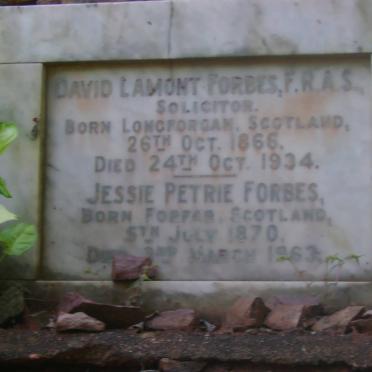 David Lamont Forbes, F.R.A.S.,
Solicitor.
Born Longforgan, Scotland,
26th Oct. 1866.
Died 24th Oct. 1934.
Jessie Petrie Forbes,
Born Forfar, Scotland,
5th July 1870.
Died March 1963.